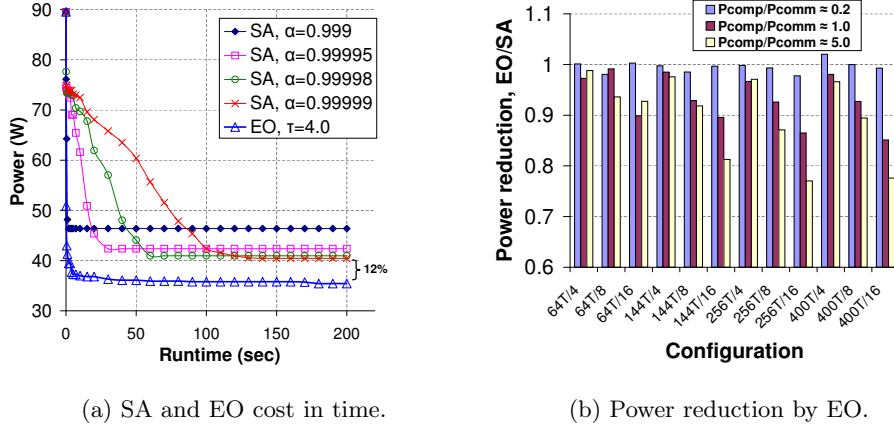 90
80
70
60
50
40
30
Power (W)
0
50
100
150
200
Runtime (sec)
SA, α=0.999
SA, α=0.99995
SA, α=0.99998
SA, α=0.99999
EO, τ=4.0
12%
(a) SA and EO cost in time.
1.1
1
0.9
0.8
0.7
0.6
Power reduction, EO/SA
Pcomp/Pcomm ≈ 0.2
Pcomp/Pcomm ≈ 1.0
Pcomp/Pcomm ≈ 5.0
64T/4
64T/8
64T/16
144T/4
144T/8
144T/16
256T/4
256T/8
256T/16
400T/4
400T/8
400T/16
Configuration
(b) Power reduction by EO.